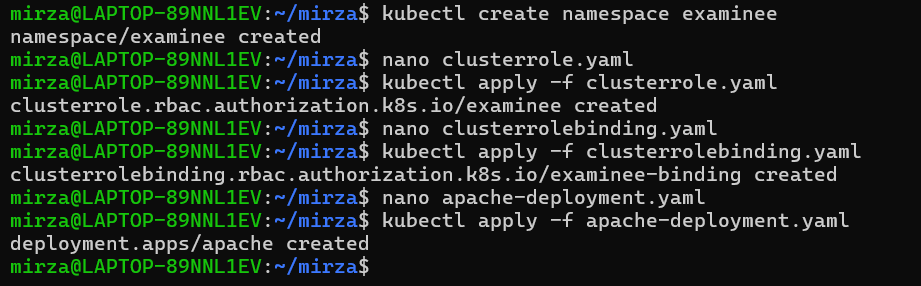 mirza@LAPTOP-89NNL1EV:~/mirza$ kubectl create namespace examinee
namespace/examinee created
mirza@LAPTOP-89NNL1EV:~/mirza$ nano clusterrole.yaml
mirza@LAPTOP-89NNL1EV:~/mirza$ kubectl apply -f clusterrole.yaml
clusterrole.rbac.authorization.k8s.io/examinee created
mirza@LAPTOP-89NNL1EV:~/mirza$ nano clusterrolebinding.yaml
mirza@LAPTOP-89NNL1EV:~/mirza$ kubectl apply -f clusterrolebinding.yaml
clusterrolebinding.rbac.authorization.k8s.io/examinee-binding created
mirza@LAPTOP-89NNL1EV:~/mirza$ nano apache-deployment.yaml
mirza@LAPTOP-89NNL1EV:~/mirza$ kubectl apply -f apache-deployment.yaml
deployment.apps/apache created
mirza@LAPTOP-89NNL1EV:~/mirza$